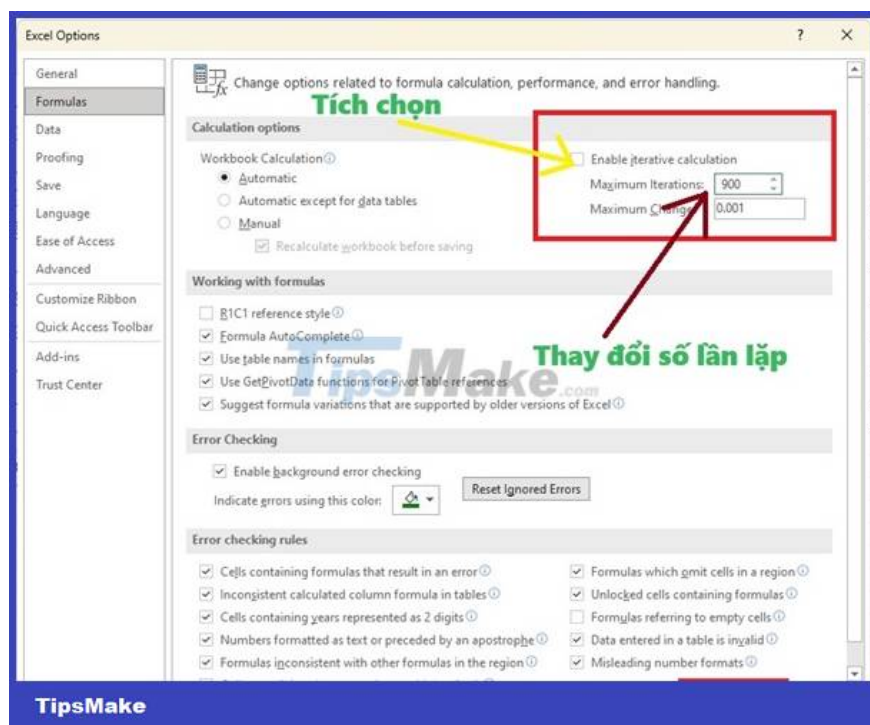 Excel Options
General
Formulas
Data
Proofing
Save
Language
Ease of Access
Advanced
Customize Ribbon
Quick Access Toolbar
Add-ins
Trust Center
Change options related to formula calculation, performance, and error handling.
Tích chọn
Calculation options
Workbook Calculation
Automatic
Automatic except for data tables
Manual
Recalculate workbook before saving
Enable iterative calculation
Maximum Iterations: 900
Maximum Change: 0.001
Thay đổi số lần lặp
Working with formulas
R1C1 reference style
Formula AutoComplete
Use table names in formulas
Use GetPivotData functions for PivotTable references
Suggest formula variations that are supported by older versions of Excel
TipsMake.com
Error Checking
Enable background error checking
Indicate errors using this color:
Reset Ignored Errors
Error checking rules
Cells containing formulas that result in an error
Inconsistent calculated column formula in tables
Cells containing years represented as 2 digits
Numbers formatted as text or preceded by an apostrophe
Formulas inconsistent with other formulas in the region
Formulas which omit cells in a region
Unlocked cells containing formulas
Formulas referring to empty cells
Data entered in a table is invalid
Misleading number formats
TipsMake